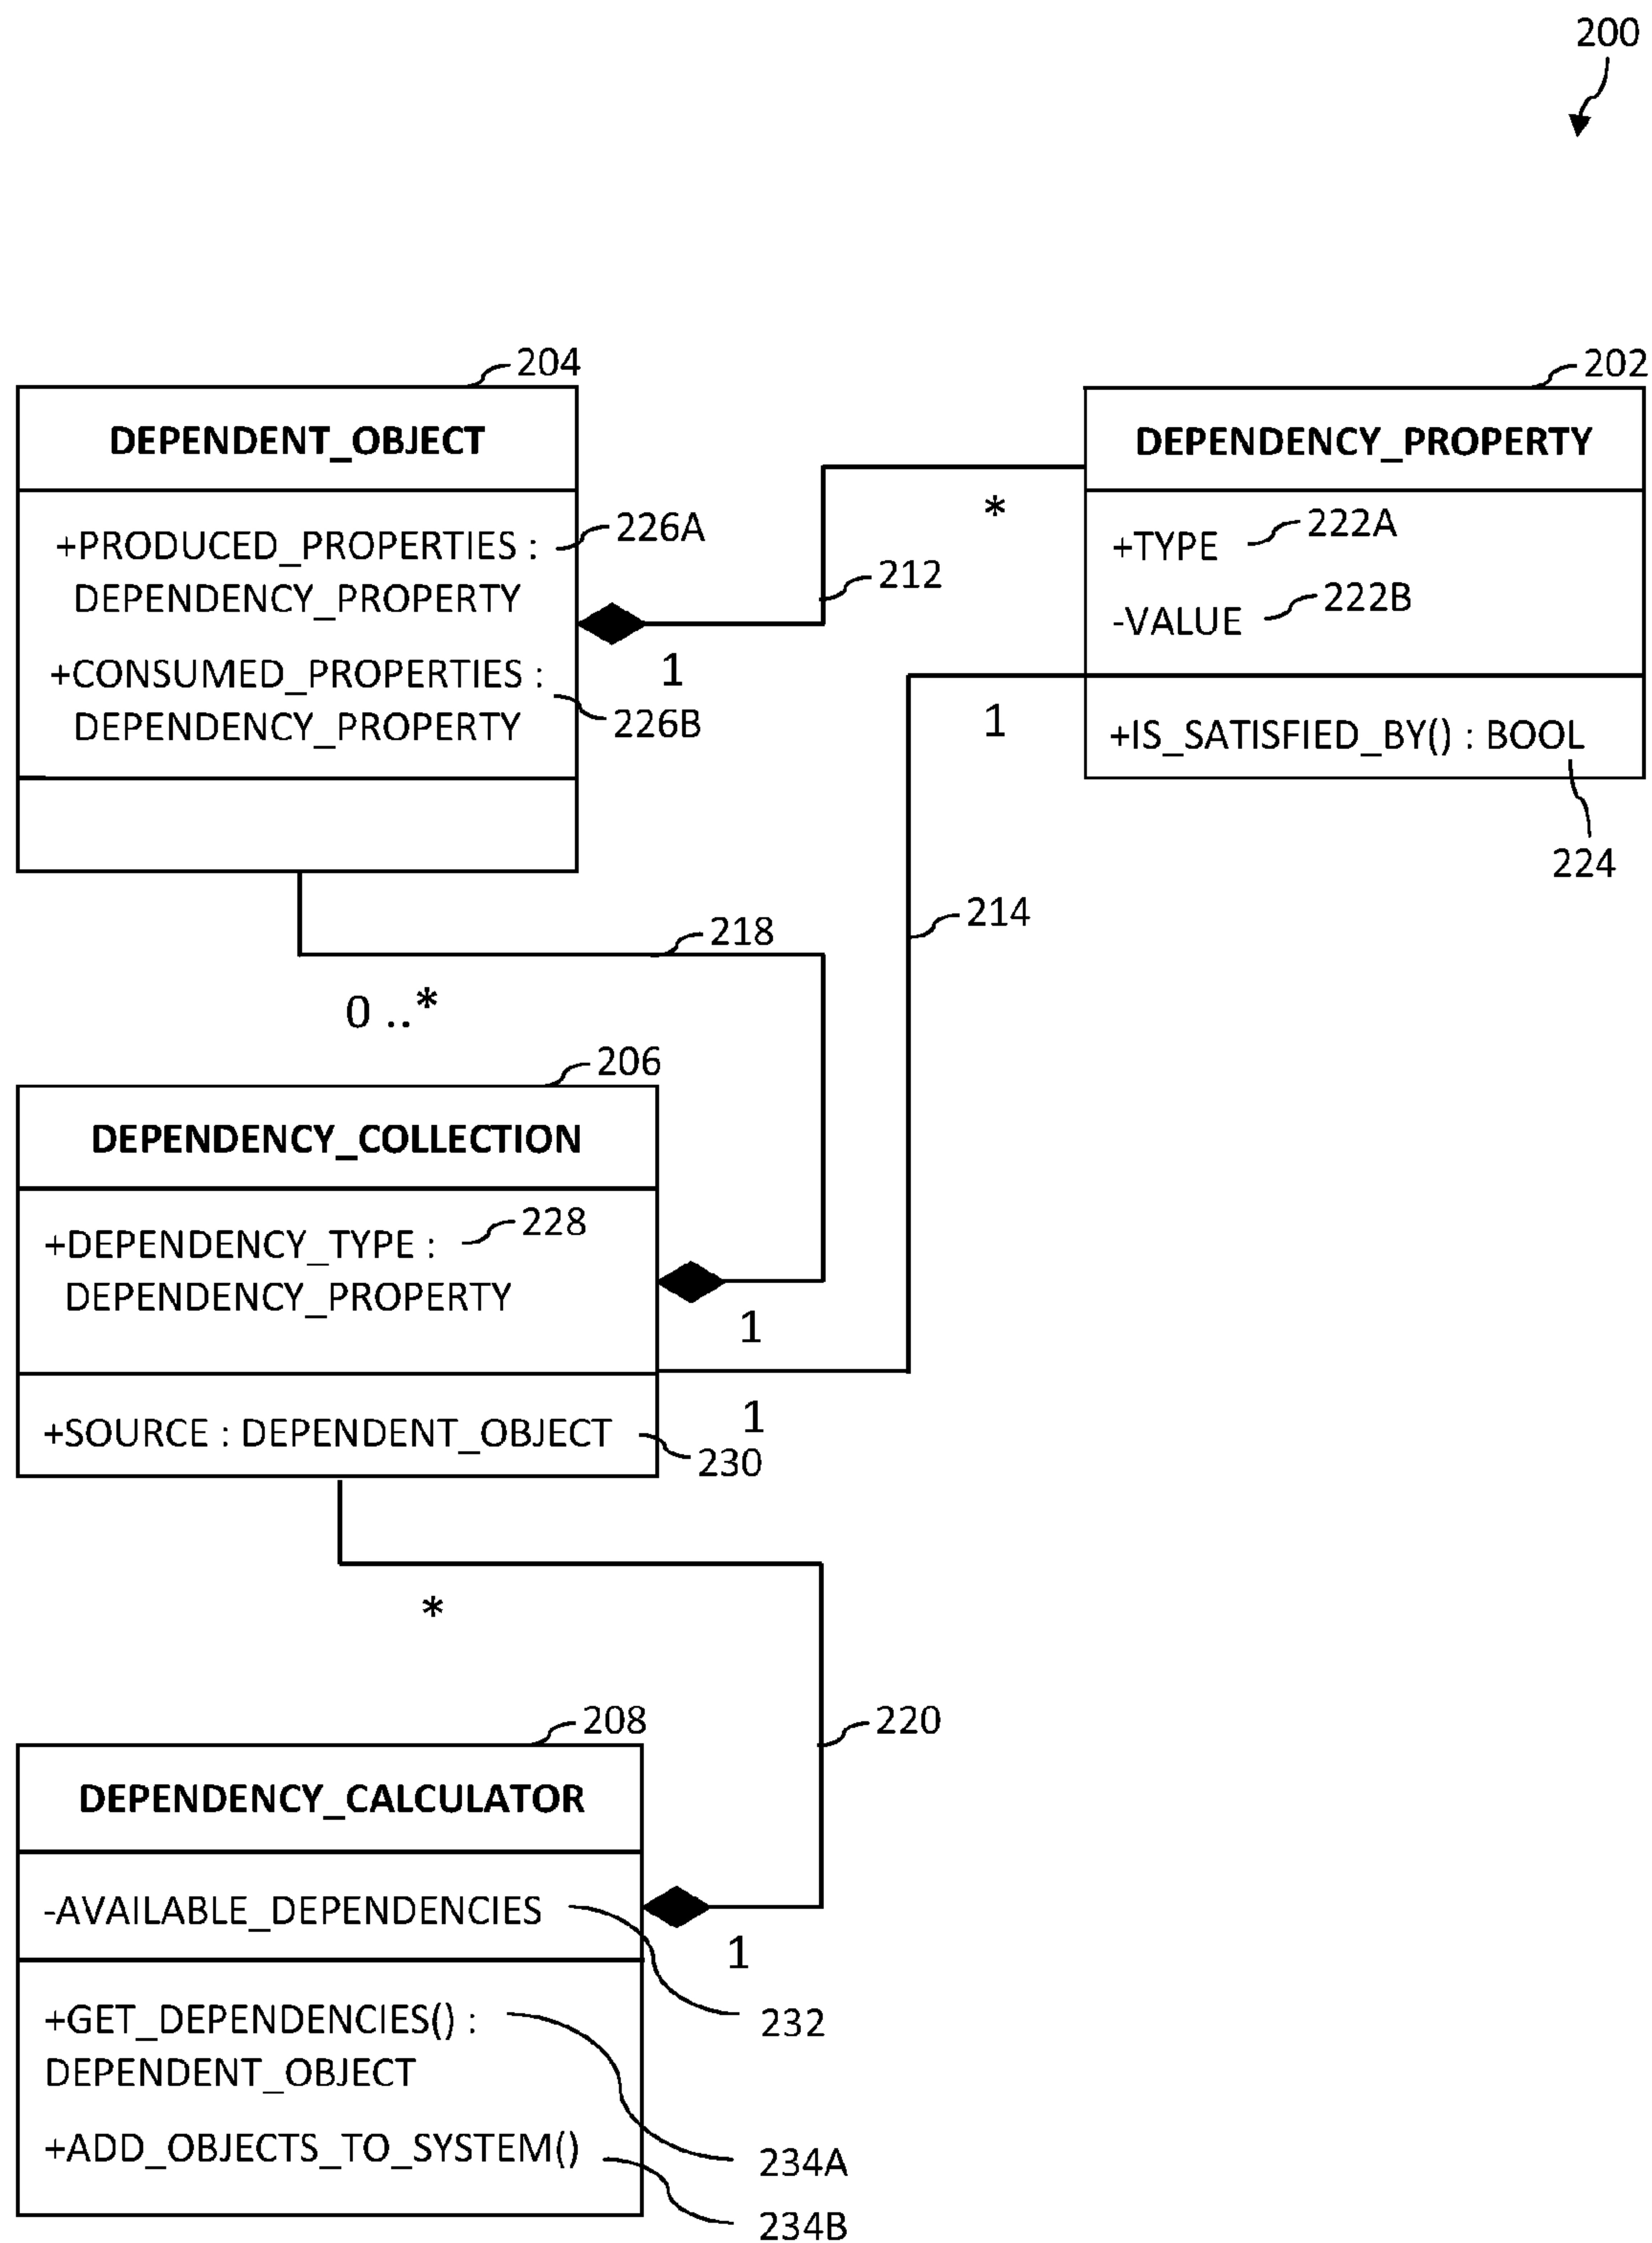 200
204
DEPENDENT_OBJECT
+PRODUCED_PROPERTIES :
DEPENDENCY_PROPERTY
226A
+CONSUMED_PROPERTIES :
DEPENDENCY_PROPERTY
226B
1
212
*
202
DEPENDENCY_PROPERTY
+TYPE
222A
-VALUE
222B
1
+IS_SATISFIED_BY() : BOOL
224
214
218
0 ..*
206
DEPENDENCY_COLLECTION
+DEPENDENCY_TYPE :
228
DEPENDENCY_PROPERTY
1
1
+SOURCE : DEPENDENT_OBJECT
230
*
220
208
DEPENDENCY_CALCULATOR
-AVAILABLE_DEPENDENCIES
1
232
+GET_DEPENDENCIES() :
DEPENDENT_OBJECT
234A
+ADD_OBJECTS_TO_SYSTEM()
234B